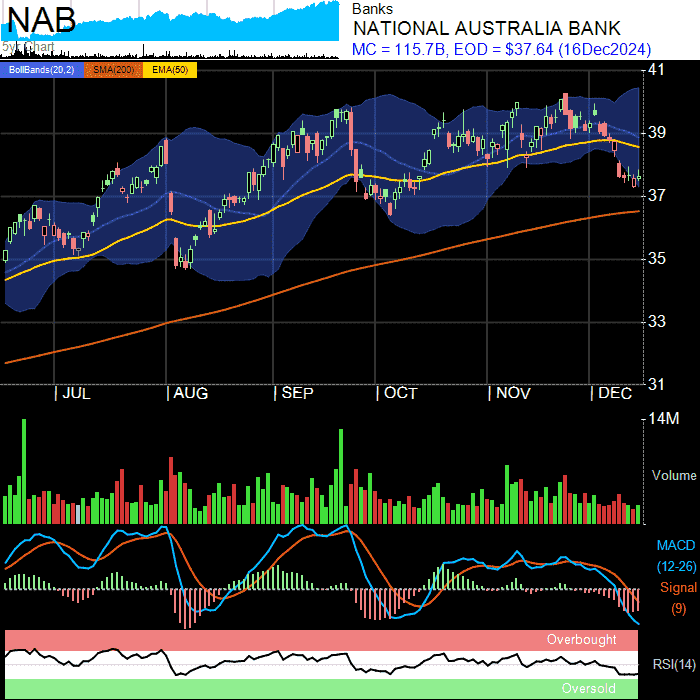 NAB
5yr Chart
Banks
NATIONAL AUSTRALIA BANK
MC = 115.7B, EOD = $37.64 (16Dec2024)
BollBands(20,2) SMA(200) EMA(50)
41
39
37
35
33
31
JUL AUG SEP OCT NOV DEC
14M
Volume
MACD
(12-26)
Signal
(9)
Overbought
RSI(14)
Oversold